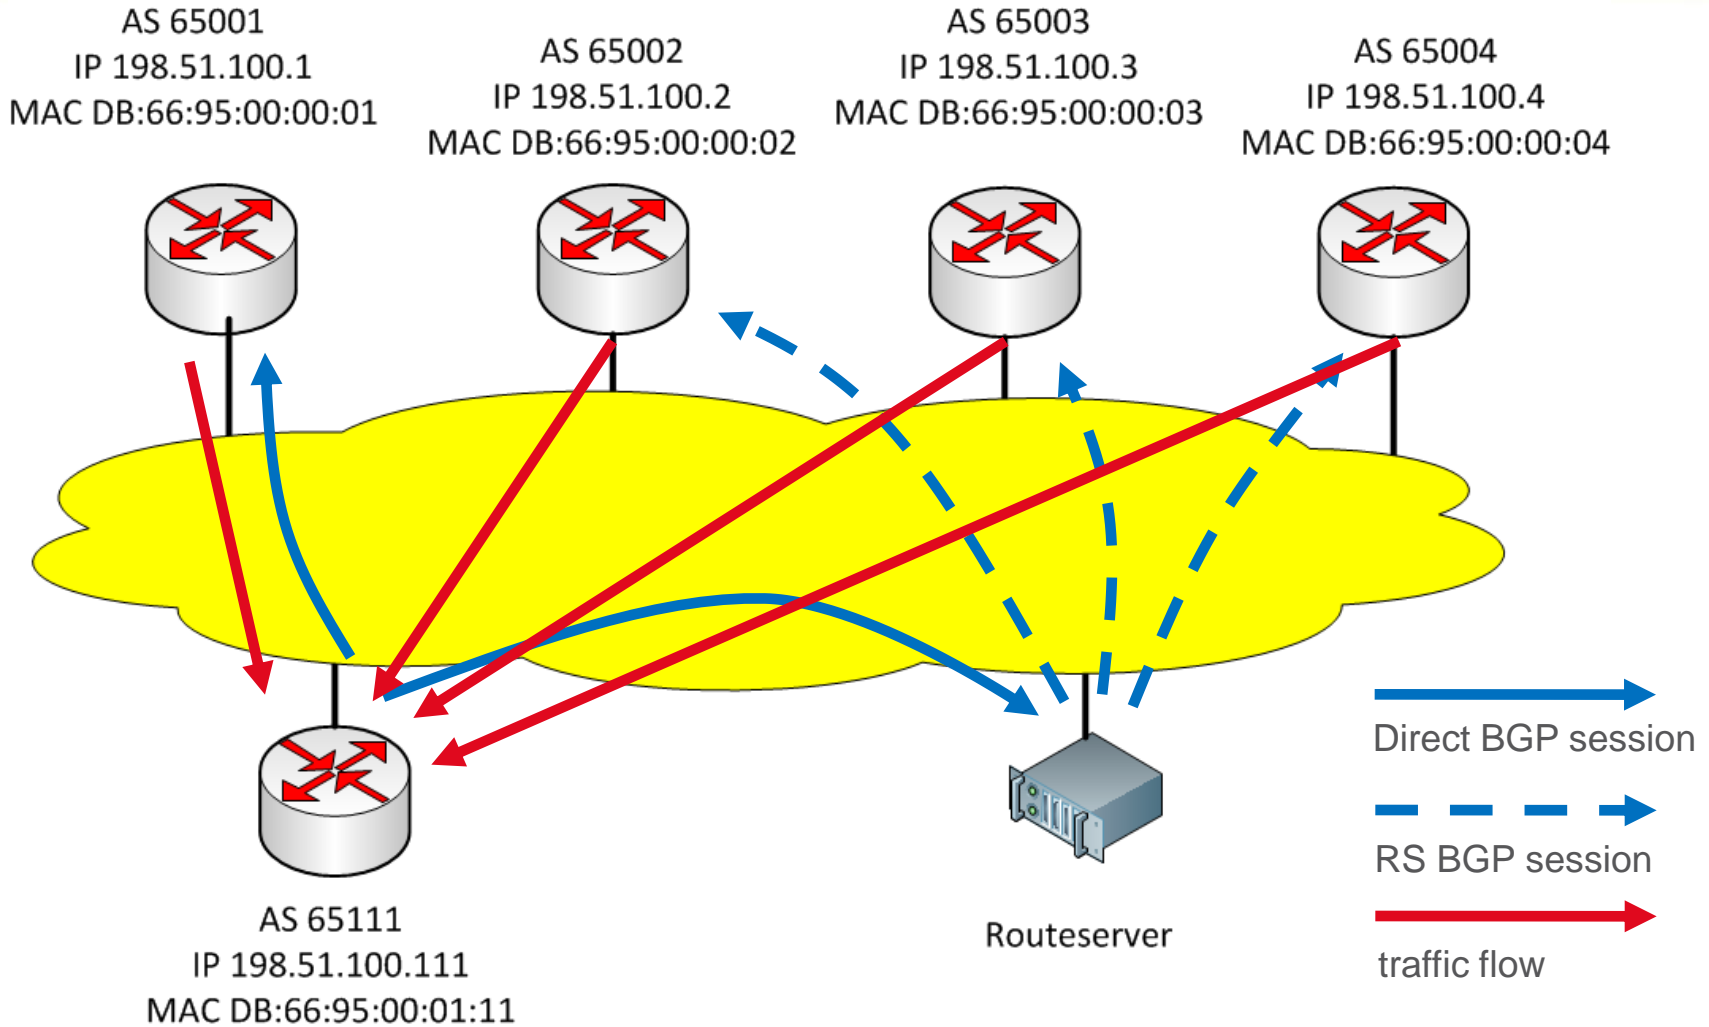 AS 65001
IP 198.51.100.1
MAC DB:66:95:00:00:01
AS 65002
IP 198.51.100.2
MAC DB:66:95:00:00:02
AS 65003
IP 198.51.100.3
MAC DB:66:95:00:00:03
AS 65004
IP 198.51.100.4
MAC DB:66:95:00:00:04
AS 65111
IP 198.51.100.111
MAC DB:66:95:00:01:11
Routeserver
Direct BGP session
RS BGP session
traffic flow